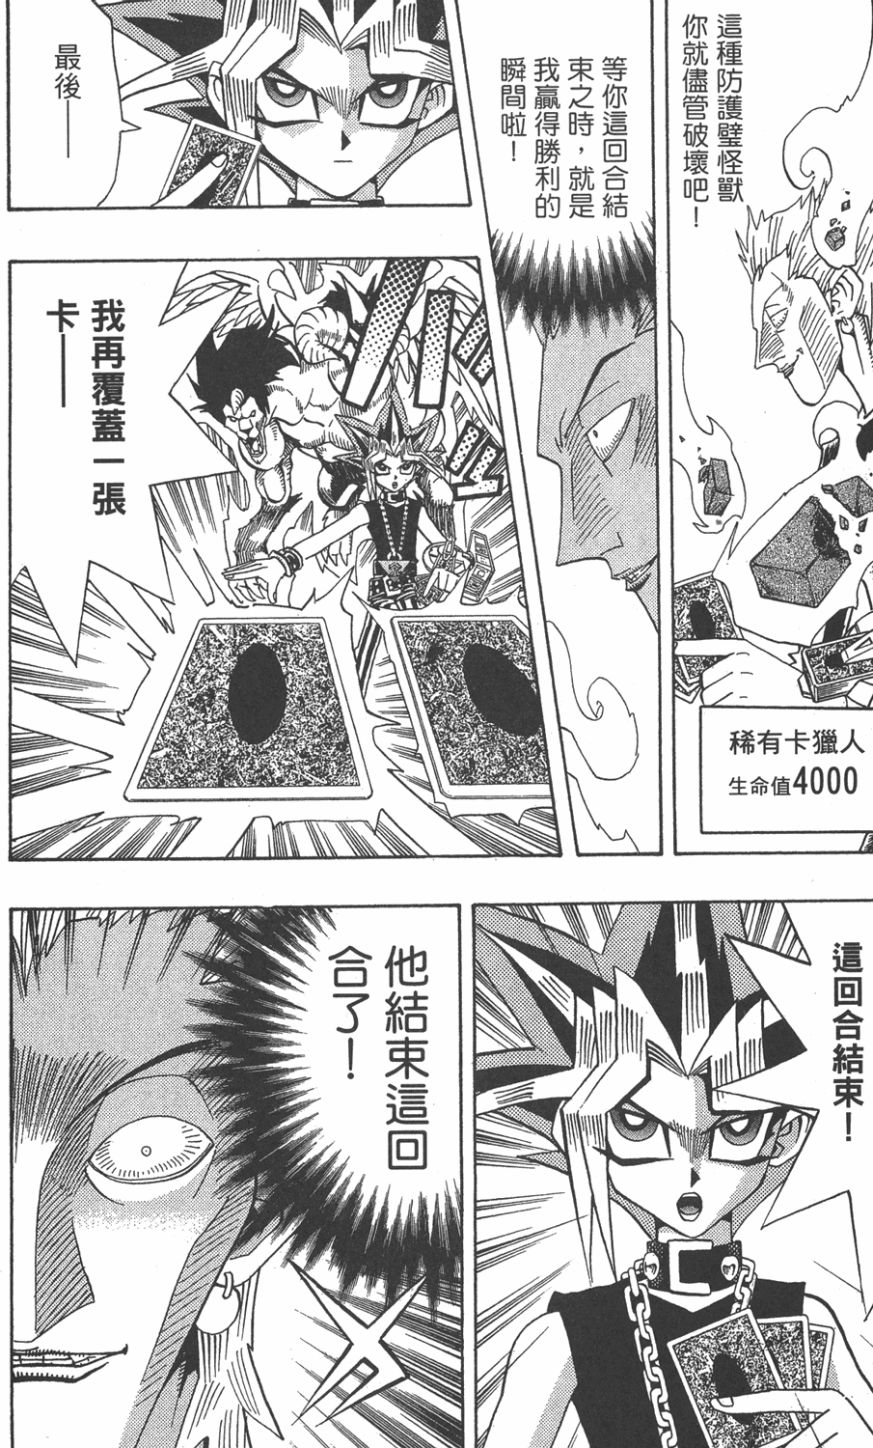 這種防護璧怪獸
你就儘管破壞吧！
等你這回合結
束之時，就是
我贏得勝利的
瞬間啦！
稀有卡獵人
生命值4000
最後——
我再覆蓋一張
卡——
這回合結束！
他結束這回
合了！